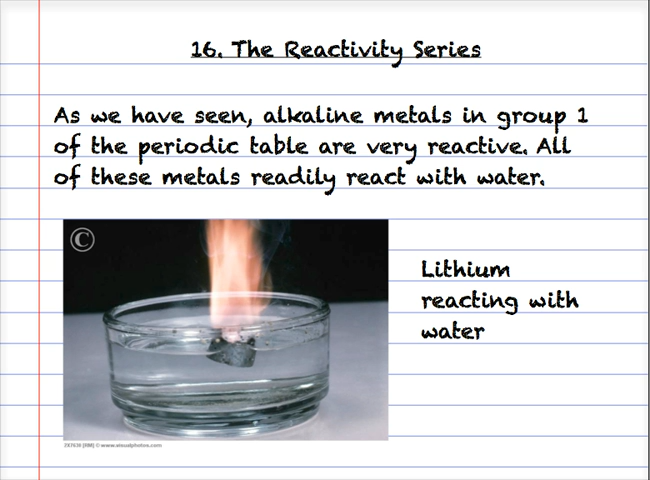 16. The Reactivity Series
As we have seen, alkaline metals in group 1
of the periodic table are very reactive. All
of these metals readily react with water.
©
Lithium
reacting with
water